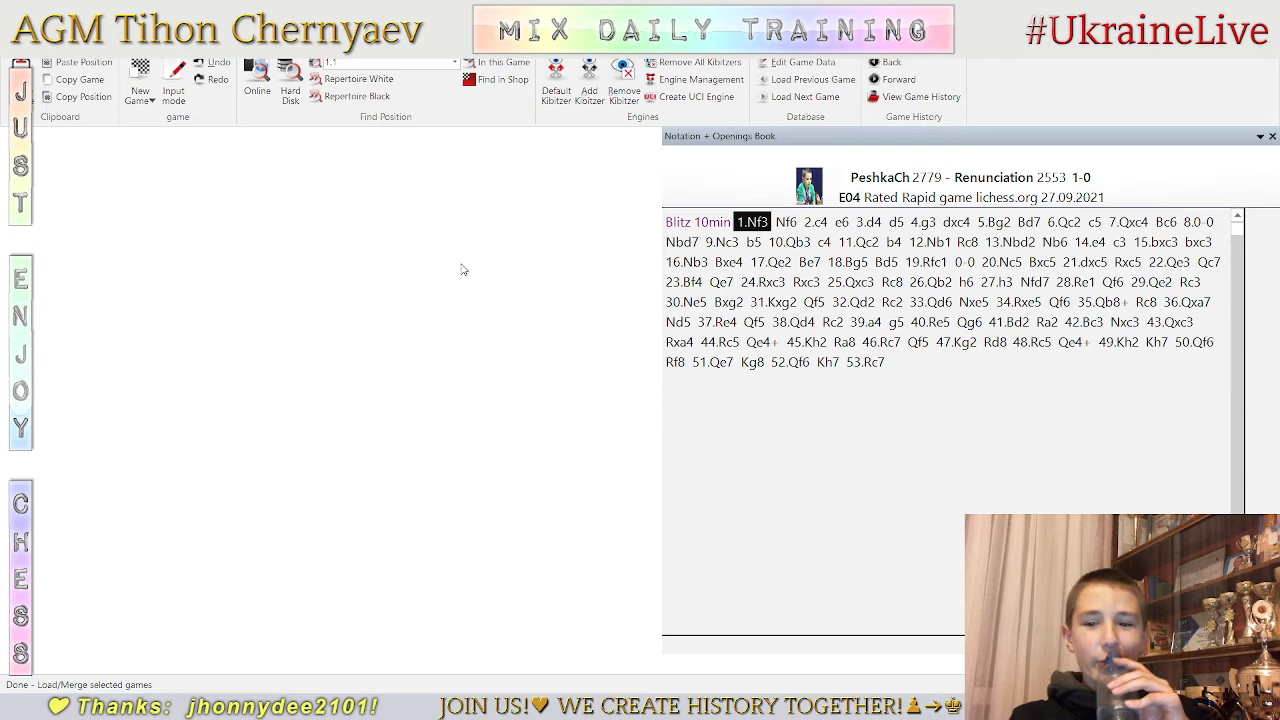 AGM Tihon Chernyaev
MIX DAILY TRAINING
#UkraineLive
Paste Position
Copy Game
Copy Position
Clipboard
New Game
Input mode
Undo
Redo
game
Online
Hard Disk
1.1
Repertoire White
Repertoire Black
In this Game
Find in Shop
Find Position
Default Kibitzer
Add Kibitzer
Remove Kibitzer
Remove All Kibitzers
Engine Management
UCI Create UCI Engine
Engines
Edit Game Data
Load Previous Game
Load Next Game
Database
Back
Forward
View Game History
Game History
Notation + Openings Book
PeshkaCh 2779 - Renunciation 2553 1-0
E04 Rated Rapid game lichess.org 27.09.2021
Blitz 10min 1.Nf3 Nf6 2.c4 e6 3.d4 d5 4.g3 dxc4 5.Bg2 Bd7 6.Qc2 c5 7.Qxc4 Bc6 8.0-0
Nbd7 9.Nc3 b5 10.Qb3 c4 11.Qc2 b4 12.Nb1 Rc8 13.Nbd2 Nb6 14.e4 c3 15.bxc3 bxc3
16.Nb3 Bxe4 17.Qe2 Be7 18.Bg5 Bd5 19.Rfc1 0-0 20.Nc5 Bxc5 21.dxc5 Rxc5 22.Qe3 Qc7
23.Bf4 Qe7 24.Rxc3 Rxc3 25.Qxc3 Rc8 26.Qb2 h6 27.h3 Nfd7 28.Re1 Qf6 29.Qe2 Rc3
30.Ne5 Bxg2 31.Kxg2 Qf5 32.Qd2 Rc2 33.Qd6 Nxe5 34.Rxe5 Qf6 35.Qb8+ Rc8 36.Qxa7
Nd5 37.Re4 Qf5 38.Qd4 Rc2 39.a4 g5 40.Re5 Qg6 41.Bd2 Ra2 42.Bc3 Nxc3 43.Qxc3
Rxa4 44.Rc5 Qe4+ 45.Kh2 Ra8 46.Rc7 Qf5 47.Kg2 Rd8 48.Rc5 Qe4+ 49.Kh2 Kh7 50.Qf6
Rf8 51.Qe7 Kg8 52.Qf6 Kh7 53.Rc7
JUST
ENJOY
CHESS
Done - Load/Merge selected games
Thanks: jhonnydee2101!
JOIN US! WE CREATE HISTORY TOGETHER!